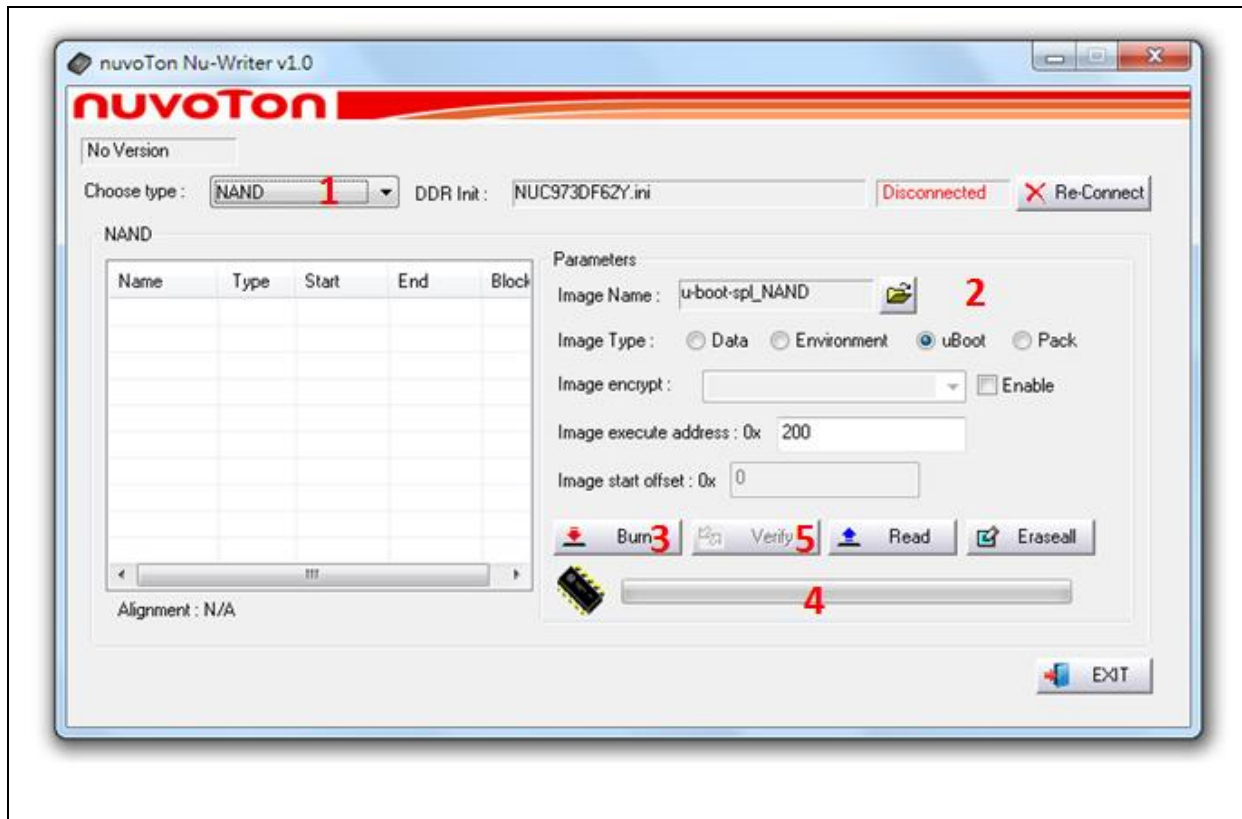 nuvoTon Nu-Writer v1.0
nuvoTon
No Version
Choose type : NAND 1 DDR Init : NUC973DF62Y.ini Disconnected Re-Connect
NAND
Name Type Start End Block
Alignment : N/A
Parameters
Image Name : u-boot-spl_NAND 2
Image Type : Data Environment uBoot Pack
Image encrypt : Enable
Image execute address : 0x 200
Image start offset : 0x 0
Burn 3 Verify 5 Read Eraseall
4
EXIT